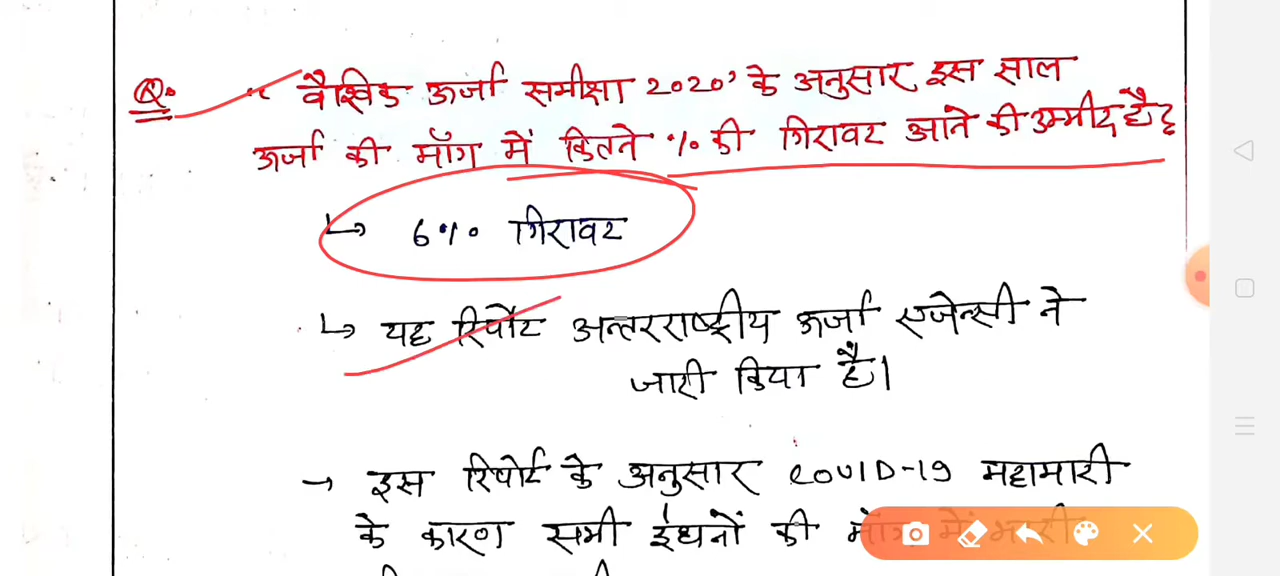 Q. " वैश्विक ऊर्जा समीक्षा 2020' के अनुसार इस साल
ऊर्जा की माँग में कितने % की गिरावट आने की उम्मीद है?
↳ 6% गिरावट
↳ यह रिपोर्ट अन्तरराष्ट्रीय ऊर्जा एजेन्सी ने
जारी किया है।
→ इस रिपोर्ट के अनुसार COVID-19 महामारी
के कारण सभी ईंधनों की